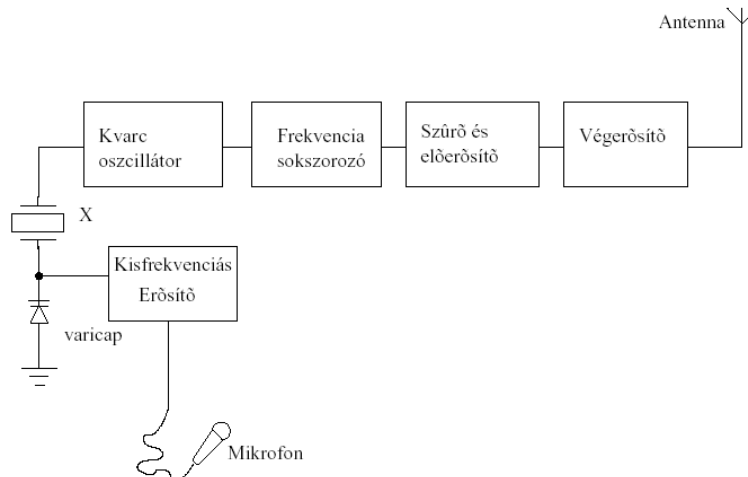 Antenna
Kvarc
oszcillátor
Frekvencia
sokszorozó
Szûrõ és
elõerõsítõ
Végerõsítõ
X
Kisfrekvenciás
Erõsítõ
varicap
Mikrofon